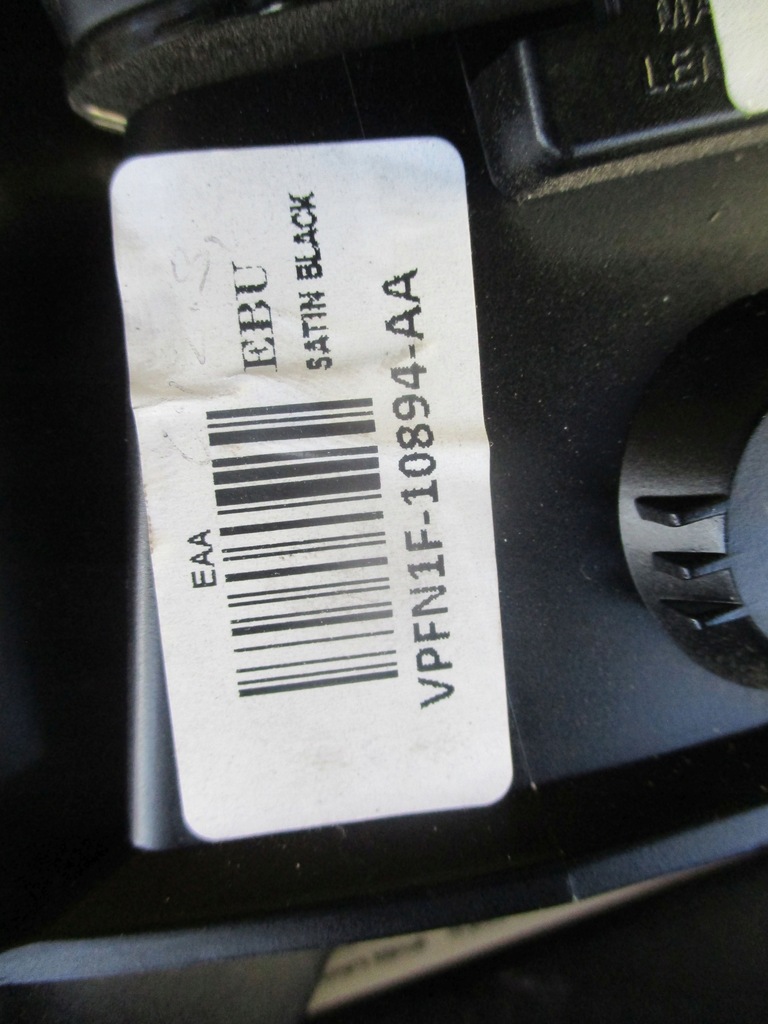 EAA
EBU
SATIN BLACK
VPFN1F-10894-AA